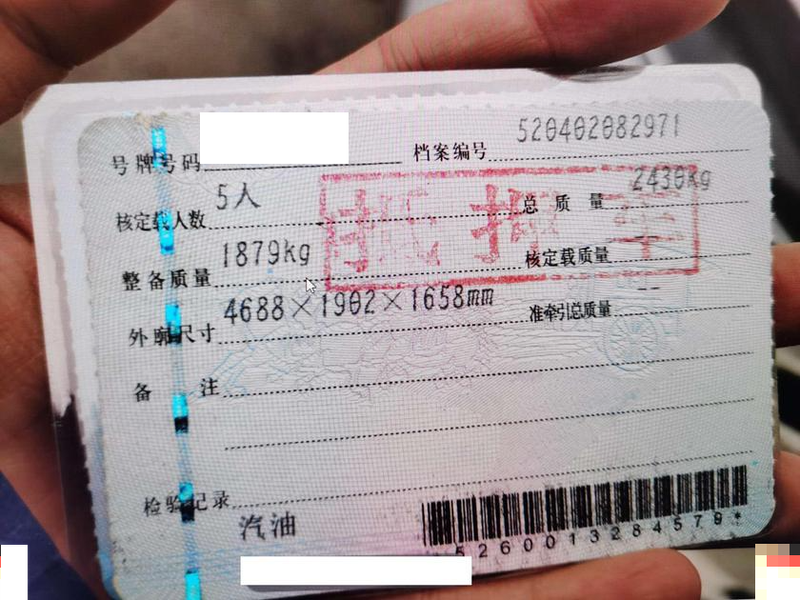 号牌号码
档案编号 520402082971
核定载人数 5人
总质量 2430kg
整备质量 1879kg
核定载质量
外廓尺寸 4688×1902×1658mm
准牵引总质量 --
备注
检验记录
汽油
5260013284579*